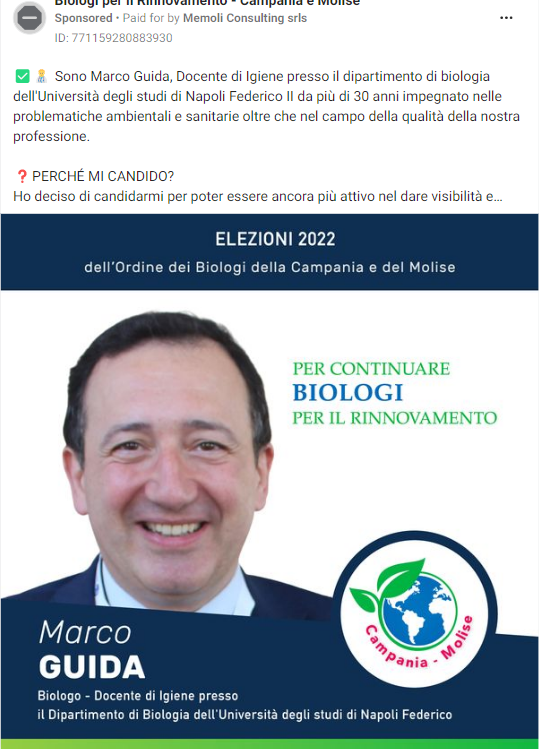 Biologi per il Rinnovamento - Campania e Molise
Sponsored • Paid for by Memoli Consulting srls
ID: 771159280883930
✅ 👨‍⚕️ Sono Marco Guida, Docente di Igiene presso il dipartimento di biologia
dell'Università degli studi di Napoli Federico II da più di 30 anni impegnato nelle
problematiche ambientali e sanitarie oltre che nel campo della qualità della nostra
professione.
❓ PERCHÉ MI CANDIDO?
Ho deciso di candidarmi per poter essere ancora più attivo nel dare visibilità e...
ELEZIONI 2022
dell'Ordine dei Biologi della Campania e del Molise
PER CONTINUARE
BIOLOGI
PER IL RINNOVAMENTO
Campania - Molise
Marco
GUIDA
Biologo - Docente di Igiene presso
il Dipartimento di Biologia dell'Università degli studi di Napoli Federico